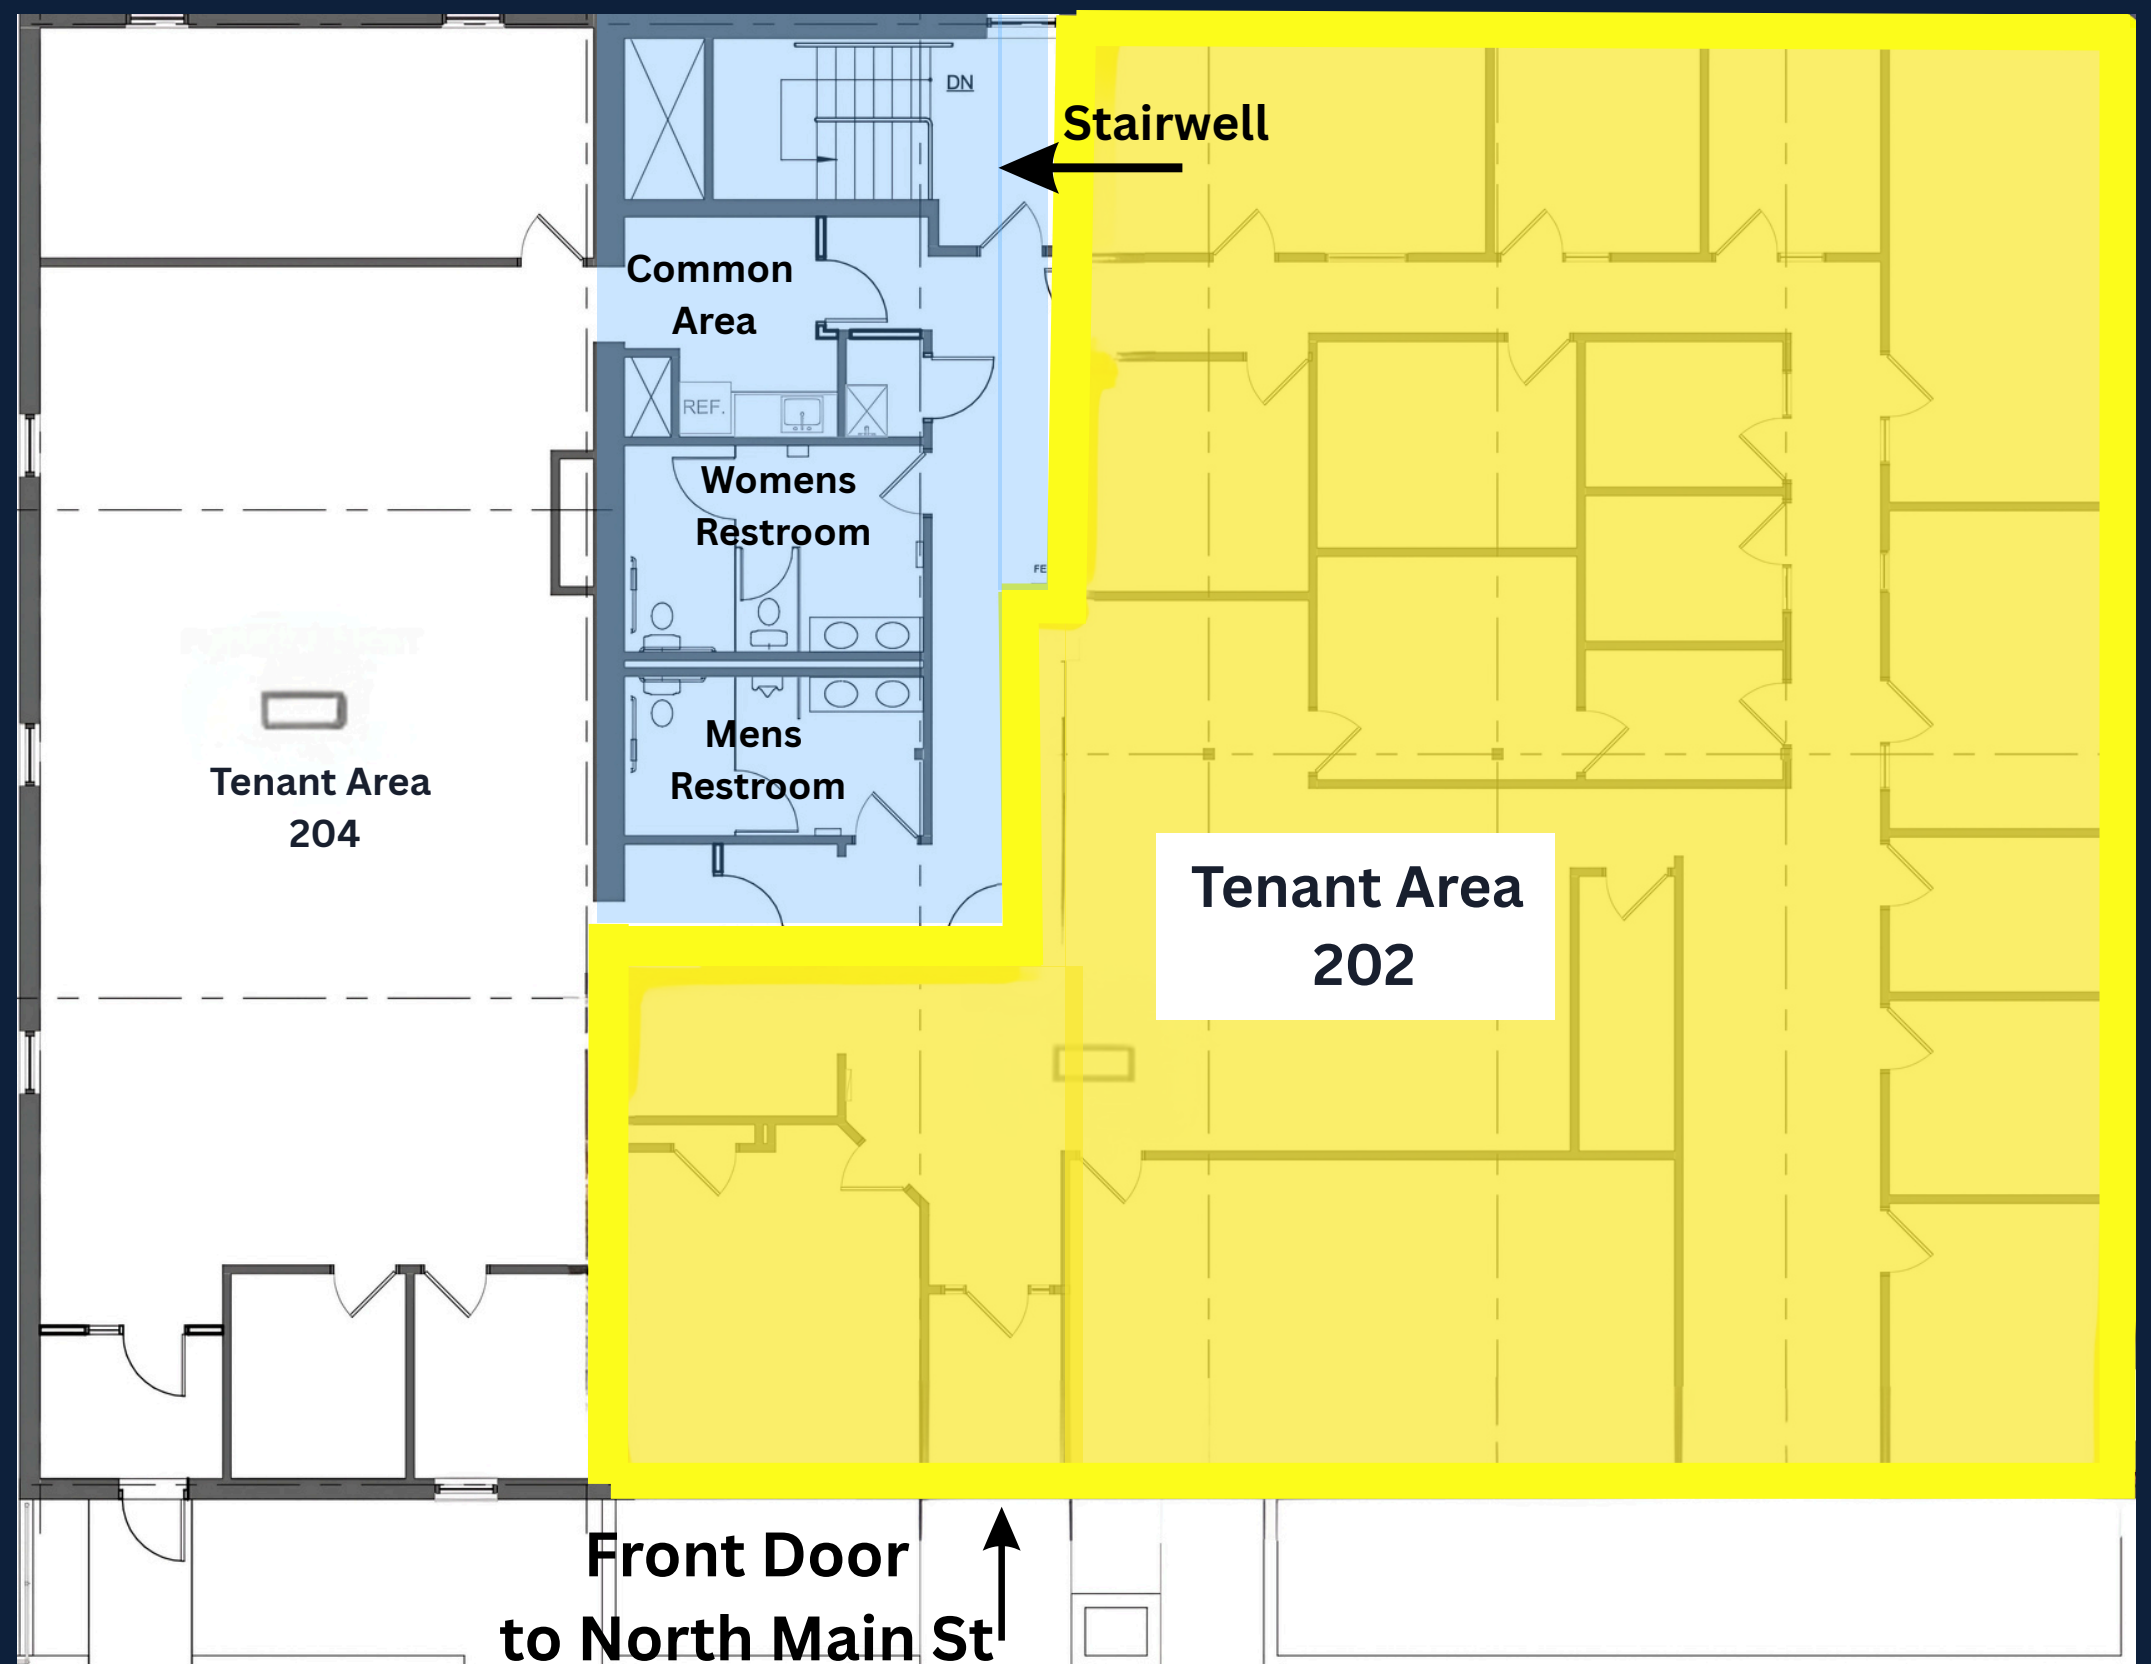 DN
Stairwell
Common
Area
REF.
Womens
Restroom
FE
Mens
Restroom
Tenant Area
204
Tenant Area
202
Front Door
to North Main St